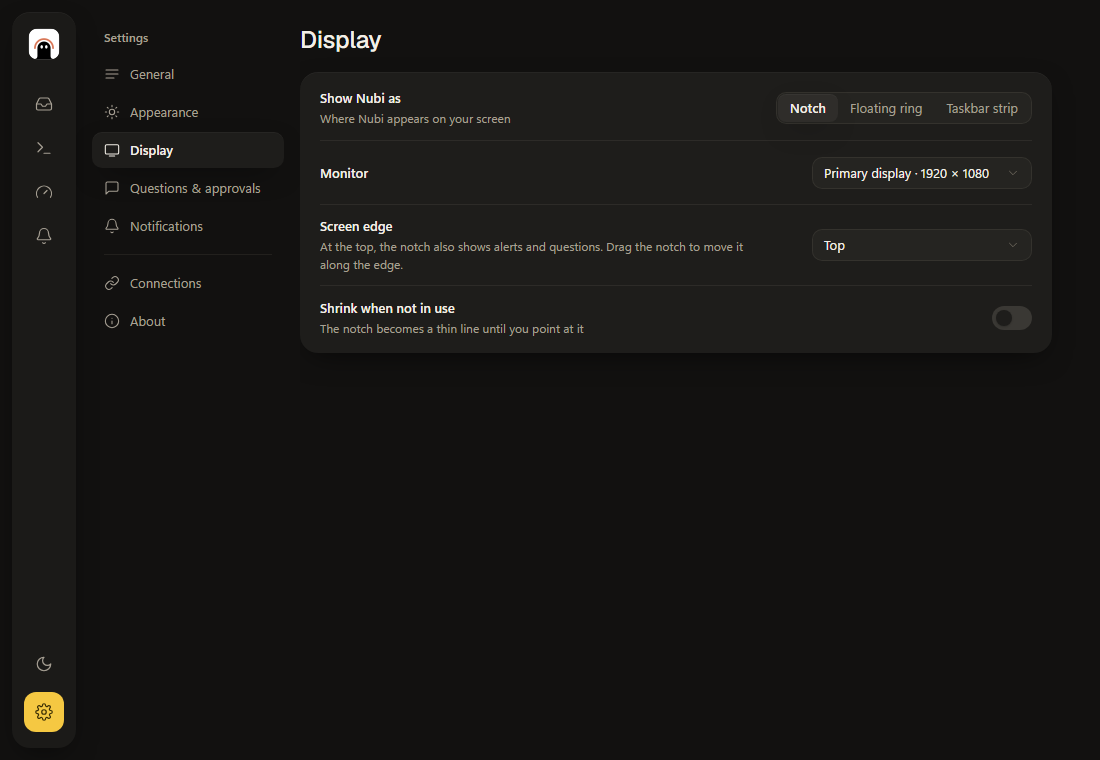 Settings
General
Appearance
Display
Questions & approvals
Notifications
Connections
About
Display
Show Nubi as
Where Nubi appears on your screen
Notch
Floating ring
Taskbar strip
Monitor
Primary display · 1920 × 1080
Screen edge
At the top, the notch also shows alerts and questions. Drag the notch to move it
along the edge.
Top
Shrink when not in use
The notch becomes a thin line until you point at it